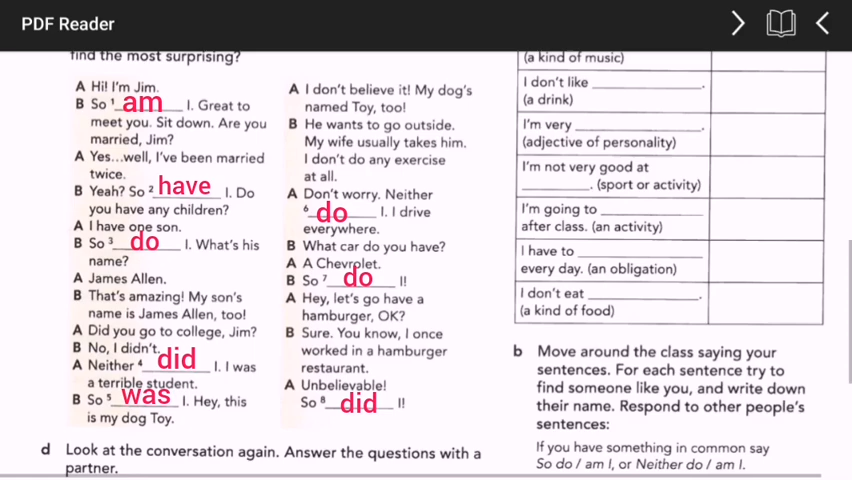 PDF Reader
find the most surprising?
A Hi! I'm Jim.
B So ¹ am I. Great to
meet you. Sit down. Are you
married, Jim?
A Yes...well, I've been married
twice.
B Yeah? So ² have I. Do
you have any children?
A I have one son.
B So ³ do I. What's his
name?
A James Allen.
B That's amazing! My son's
name is James Allen, too!
A Did you go to college, Jim?
B No, I didn't.
A Neither ⁴ did I. I was
a terrible student.
B So ⁵ was I. Hey, this
is my dog Toy.
A I don't believe it! My dog's
named Toy, too!
B He wants to go outside.
My wife usually takes him.
I don't do any exercise
at all.
A Don't worry. Neither
⁶ do I. I drive
everywhere.
B What car do you have?
A A Chevrolet.
B So ⁷ do I!
A Hey, let's go have a
hamburger, OK?
B Sure. You know, I once
worked in a hamburger
restaurant.
A Unbelievable!
So ⁸ did I!
d Look at the conversation again. Answer the questions with a
partner.
(a kind of music)
I don't like ______________.
(a drink)
I'm very ______________.
(adjective of personality)
I'm not very good at
_________. (sport or activity)
I'm going to ______________
after class. (an activity)
I have to ______________
every day. (an obligation)
I don't eat ______________.
(a kind of food)
b Move around the class saying your
sentences. For each sentence try to
find someone like you, and write down
their name. Respond to other people's
sentences:
If you have something in common say
So do / am I, or Neither do / am I.